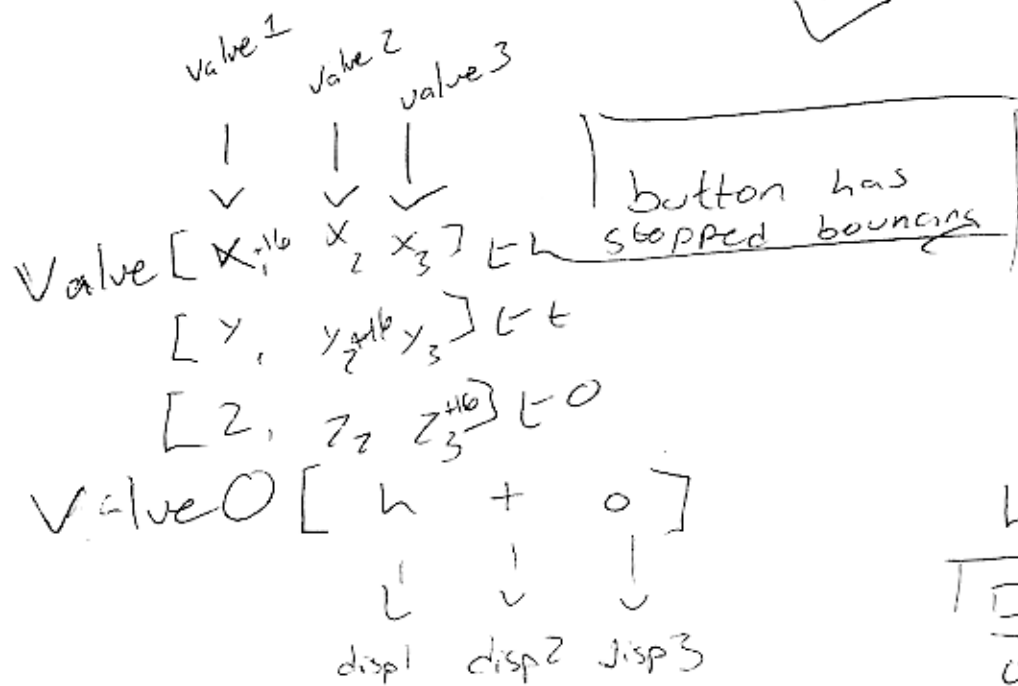 value 1 value 2 value 3
button has
stopped bouncing
Value [ X₁+16 X₂ X₃ ] ← h
[ Y₁ Y₂+16 Y₃ ] ← t
[ Z₁ Z₂ Z₃+16 ] ← o
Value0 [ h t o ]
disp1 disp2 disp3